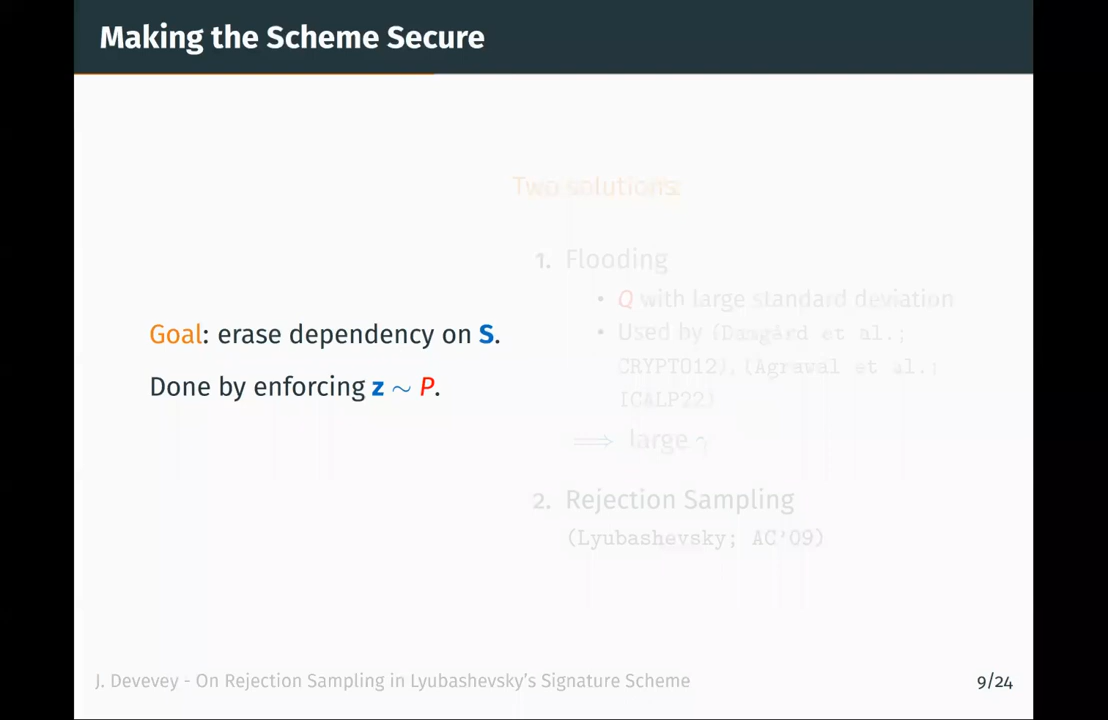 Making the Scheme Secure
Goal: erase dependency on S.
Done by enforcing z ∼ P.
Two solutions:
1. Flooding
• Q with large standard deviation
• Used by (Dasgård et al.;
CRYPTO12), (Agrawal et al.;
ICALP22)
⟹ large γ
2. Rejection Sampling
(Lyubashevsky; AC'09)
J. Devevey - On Rejection Sampling in Lyubashevsky's Signature Scheme
9/24